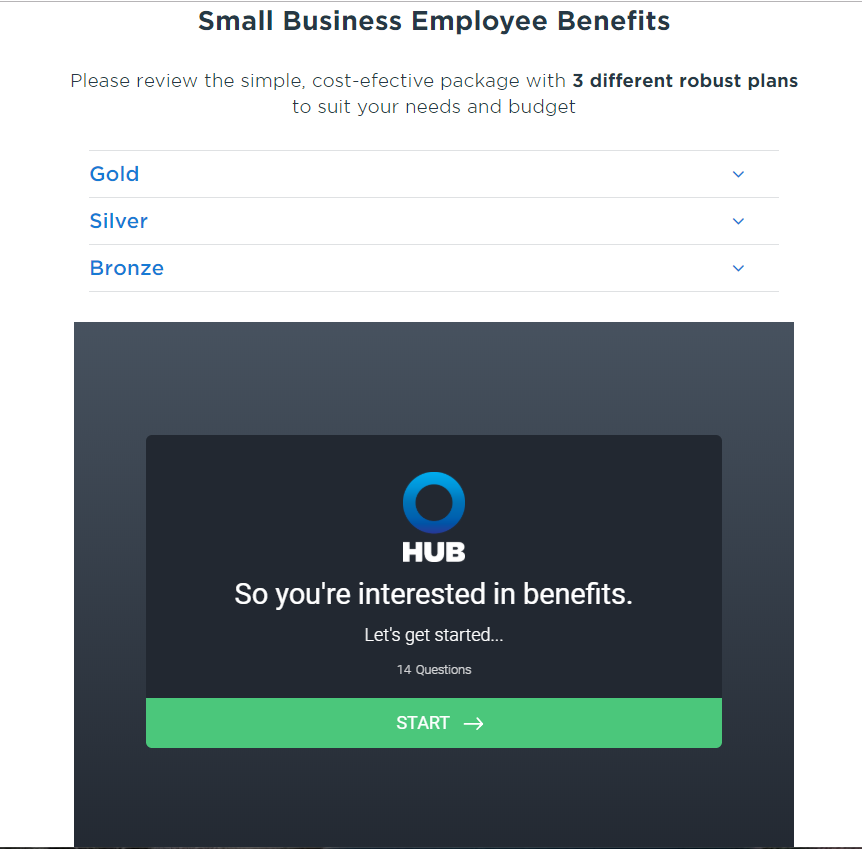 Small Business Employee Benefits
Please review the simple, cost-efective package with 3 different robust plans
to suit your needs and budget
Gold
Silver
Bronze
HUB
So you're interested in benefits.
Let's get started...
14 Questions
START